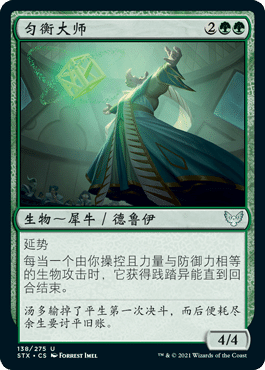 匀衡大师 2
生物～犀牛 / 德鲁伊
延势
每当一个由你操控且力量与防御力相等
的生物攻击时，它获得践踏异能直到回
合结束。
汤多输掉了平生第一次决斗，而后便耗尽
余生要讨平旧账。
4/4
138/275 U
STX • CS FORREST IMEL
™ & © 2021 Wizards of the Coast